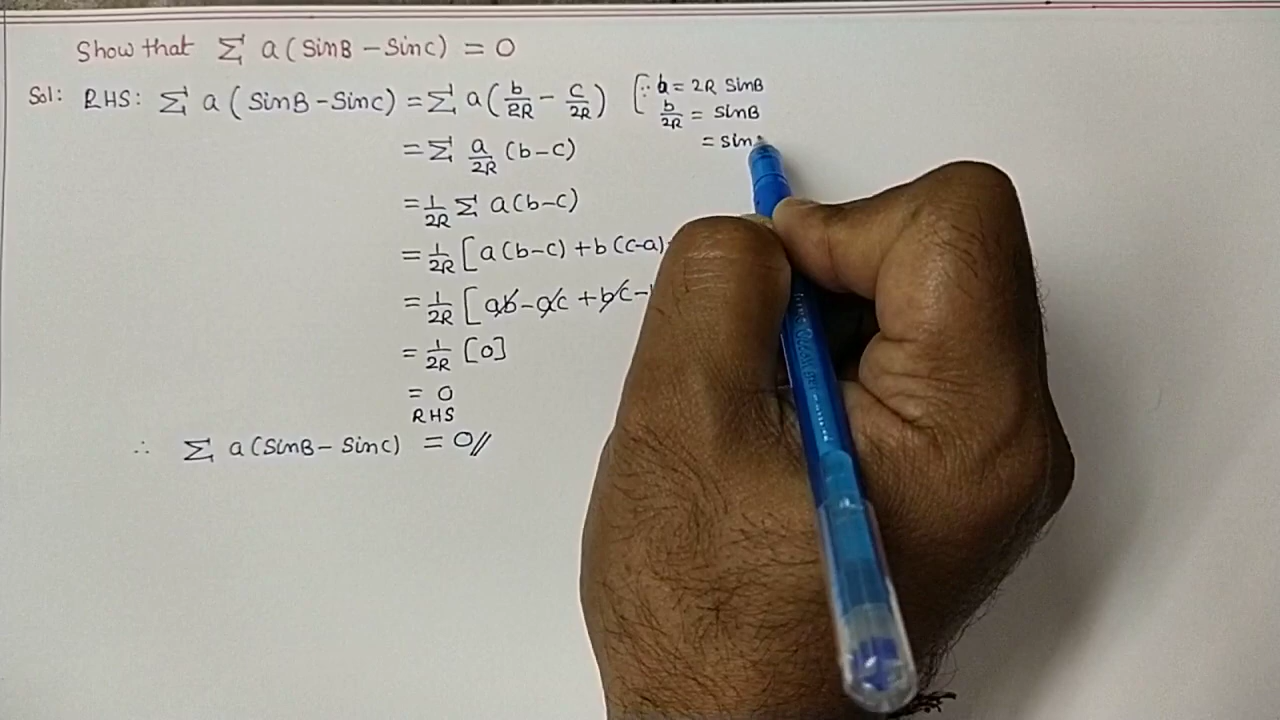 Show that Σ a (SinB – Sinc) = 0
Sol: RHS: Σ a ( SinB - Sinc) = Σ a ( b/2R - c/2R ) [∵ b = 2R SinB
b/2R = SinB
= Σ a/2R (b-c) = sin
= 1/2R Σ a(b-c)
= 1/2R [ a (b-c) + b (c-a)
= 1/2R [ ab - ac + bc -
= 1/2R [0]
= 0
RHS
∴ Σ a (SinB - Sinc) = 0//